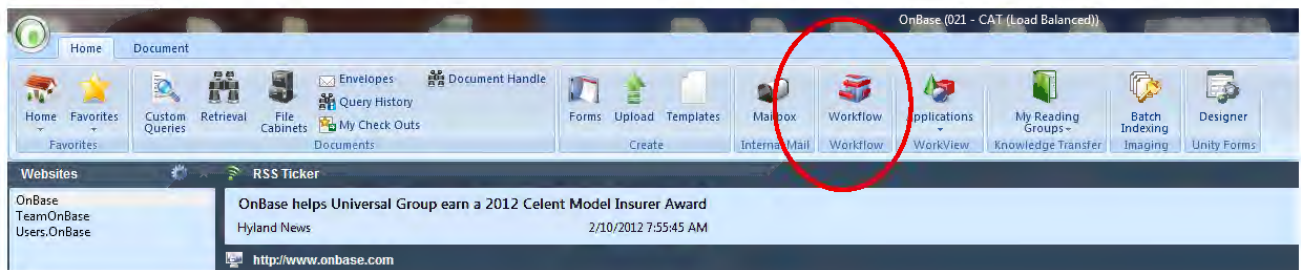 OnBase (021 - CAT (Load Balanced))
Home Document
Home Favorites
Favorites
Custom Queries Retrieval File Cabinets
Envelopes
Query History
My Check Outs
Document Handle
Documents
Forms Upload Templates
Create
Mailbox
Internal Mail
Workflow
Workflow
Applications
WorkView
My Reading Groups
Knowledge Transfer
Batch Indexing
Imaging
Designer
Unity Forms
Websites
OnBase
TeamOnBase
Users.OnBase
RSS Ticker
OnBase helps Universal Group earn a 2012 Celent Model Insurer Award
Hyland News 2/10/2012 7:55:45 AM
http://www.onbase.com